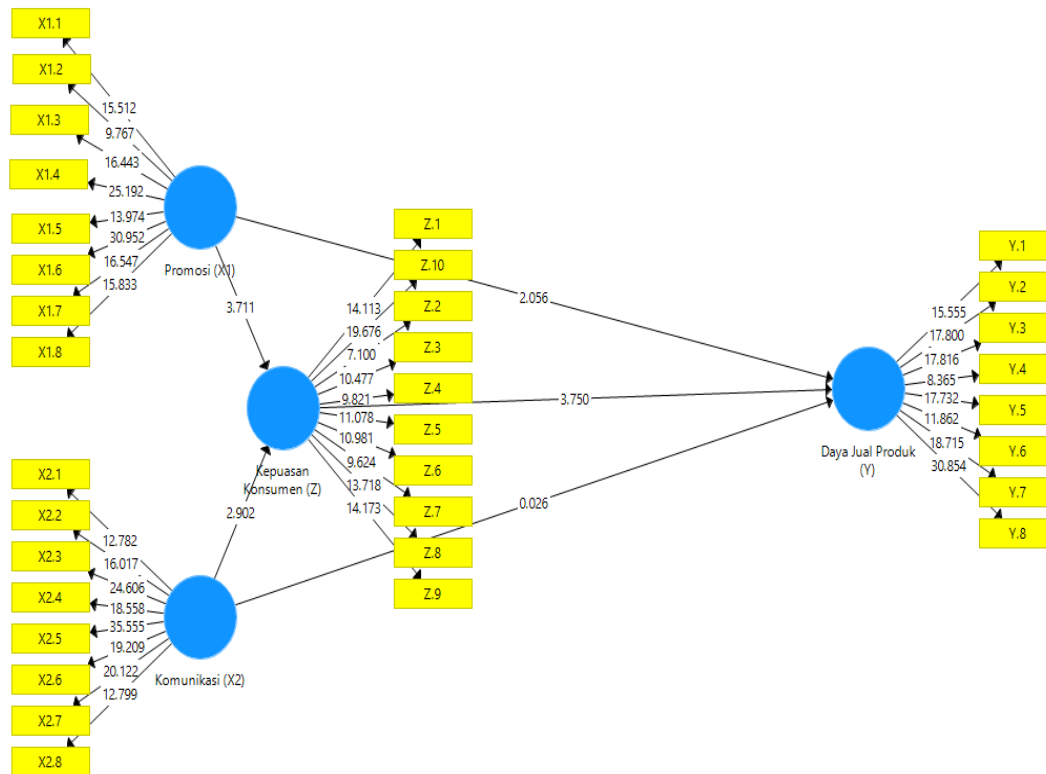 X1.1
X1.2
X1.3
X1.4
X1.5
X1.6
X1.7
X1.8
15.512
9.767
16.443
25.192
13.974
30.952
16.547
15.833
Promosi (X1)
3.711
2.056
Z.1
Z.10
Z.2
Z.3
Z.4
Z.5
Z.6
Z.7
Z.8
Z.9
14.113
19.676
7.100
10.477
9.821
11.078
10.981
9.624
13.718
14.173
Kepuasan
Konsumen (Z)
3.750
2.902
0.026
X2.1
X2.2
X2.3
X2.4
X2.5
X2.6
X2.7
X2.8
12.782
16.017
24.606
18.558
35.555
19.209
20.122
12.799
Komunikasi (X2)
Y.1
Y.2
Y.3
Y.4
Y.5
Y.6
Y.7
Y.8
15.555
17.800
17.816
8.365
17.732
11.862
18.715
30.854
Daya Jual Produk
(Y)